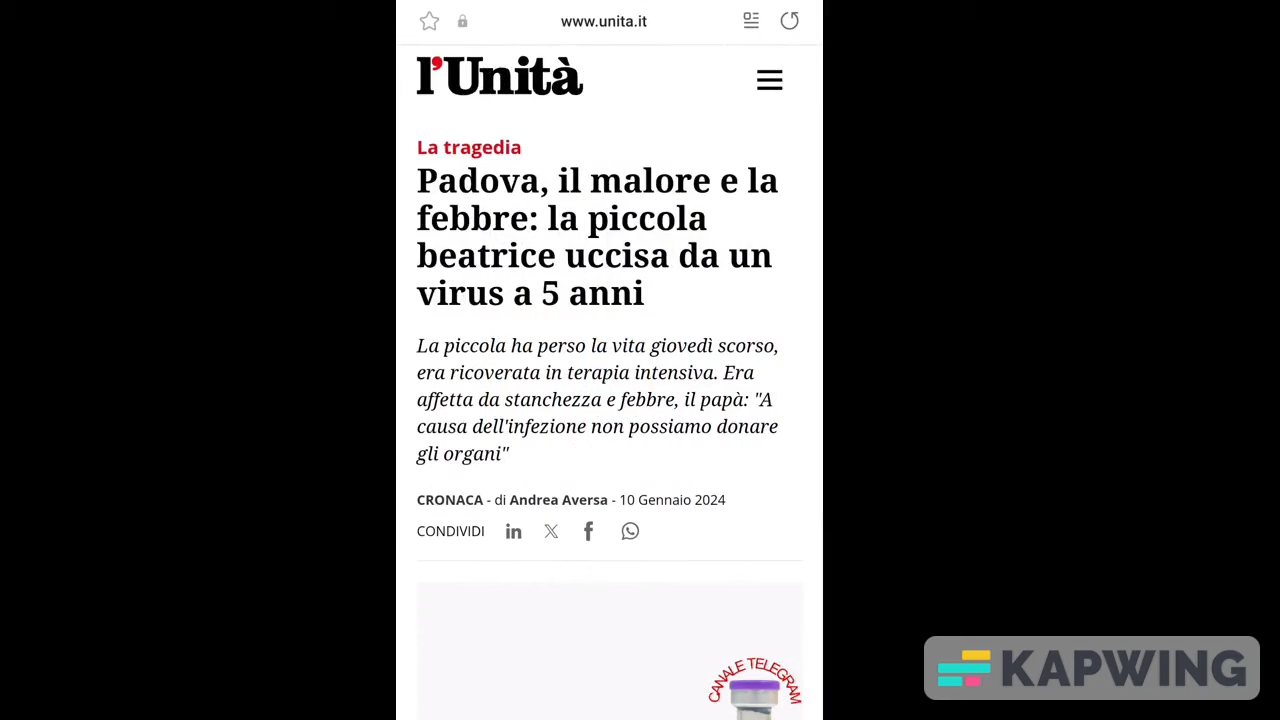 www.unita.it
l'Unità
La tragedia
Padova, il malore e la
febbre: la piccola
beatrice uccisa da un
virus a 5 anni
La piccola ha perso la vita giovedì scorso,
era ricoverata in terapia intensiva. Era
affetta da stanchezza e febbre, il papà: "A
causa dell'infezione non possiamo donare
gli organi"
CRONACA - di Andrea Aversa - 10 Gennaio 2024
CONDIVIDI
CANALE TELEGRAM
KAPWING